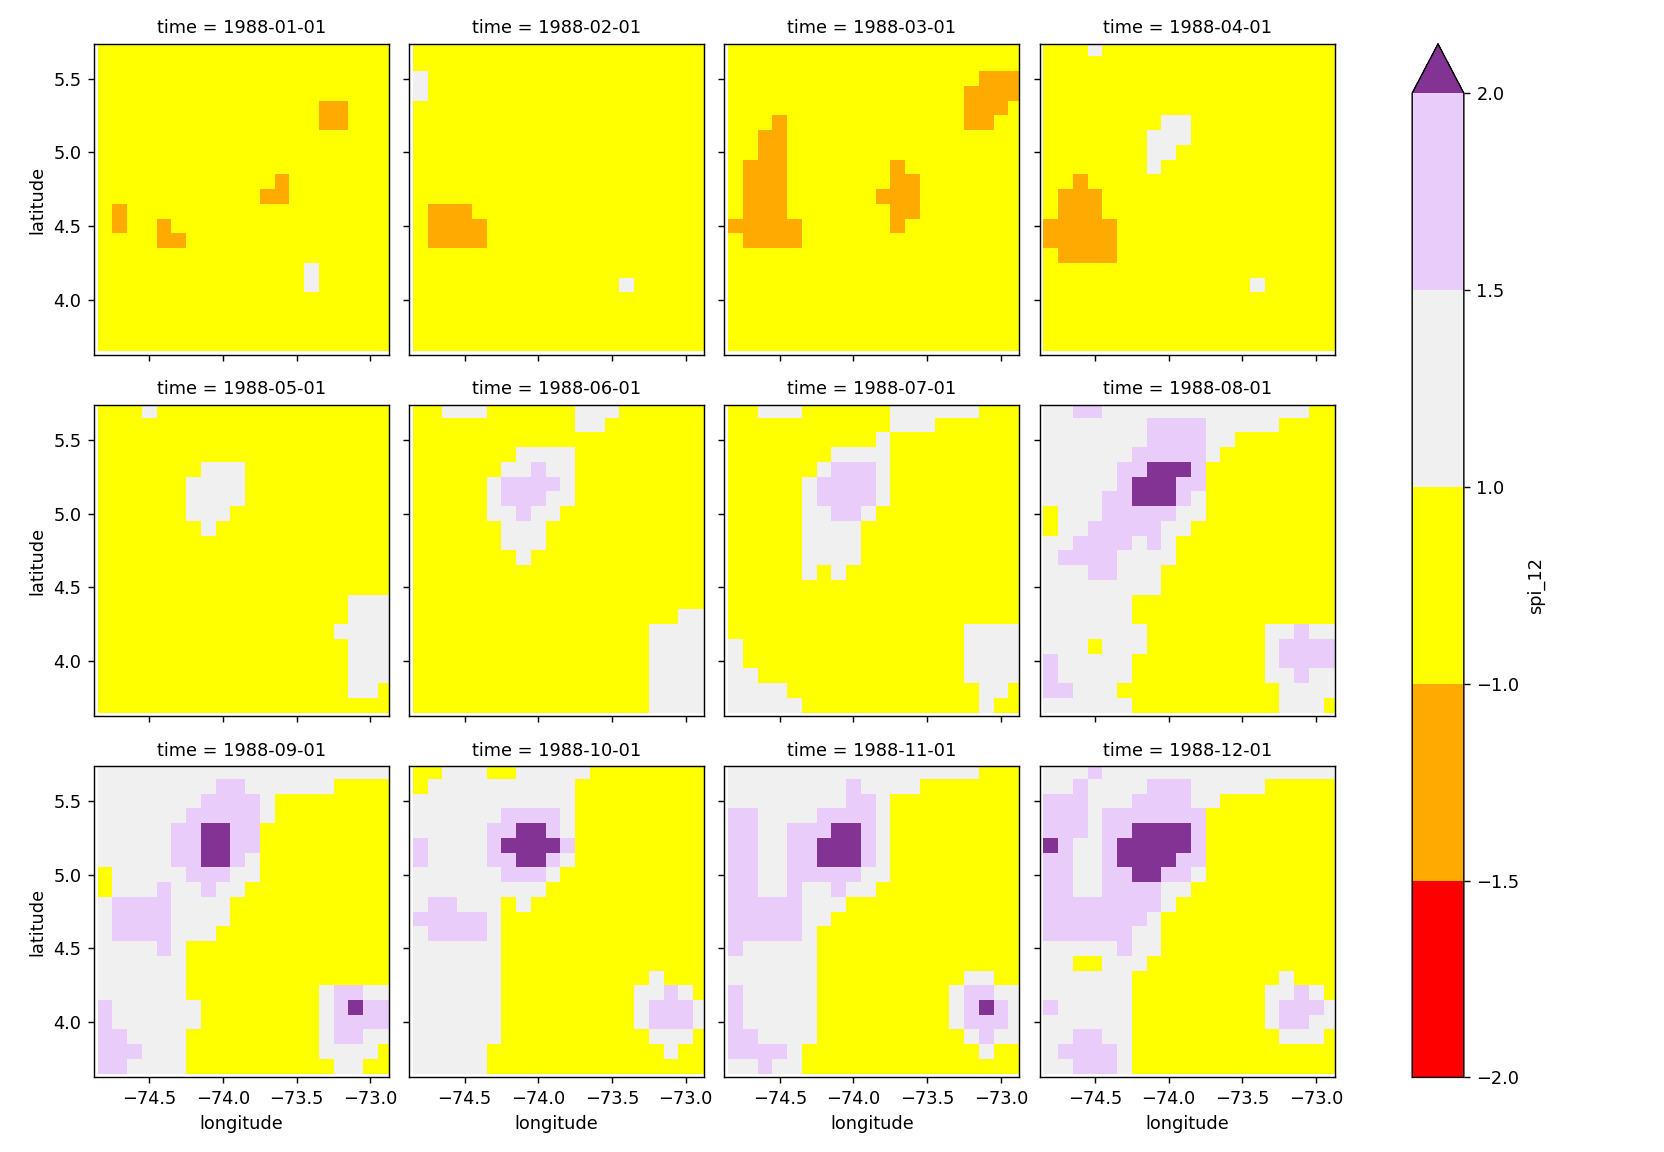 time = 1988-01-01
time = 1988-02-01
time = 1988-03-01
time = 1988-04-01
latitude
5.5
5.0
4.5
4.0
time = 1988-05-01
time = 1988-06-01
time = 1988-07-01
time = 1988-08-01
latitude
5.5
5.0
4.5
4.0
time = 1988-09-01
time = 1988-10-01
time = 1988-11-01
time = 1988-12-01
latitude
5.5
5.0
4.5
4.0
−74.5 −74.0 −73.5 −73.0
longitude
−74.5 −74.0 −73.5 −73.0
longitude
−74.5 −74.0 −73.5 −73.0
longitude
−74.5 −74.0 −73.5 −73.0
longitude
2.0
1.5
1.0
−1.0
−1.5
−2.0
spi_12